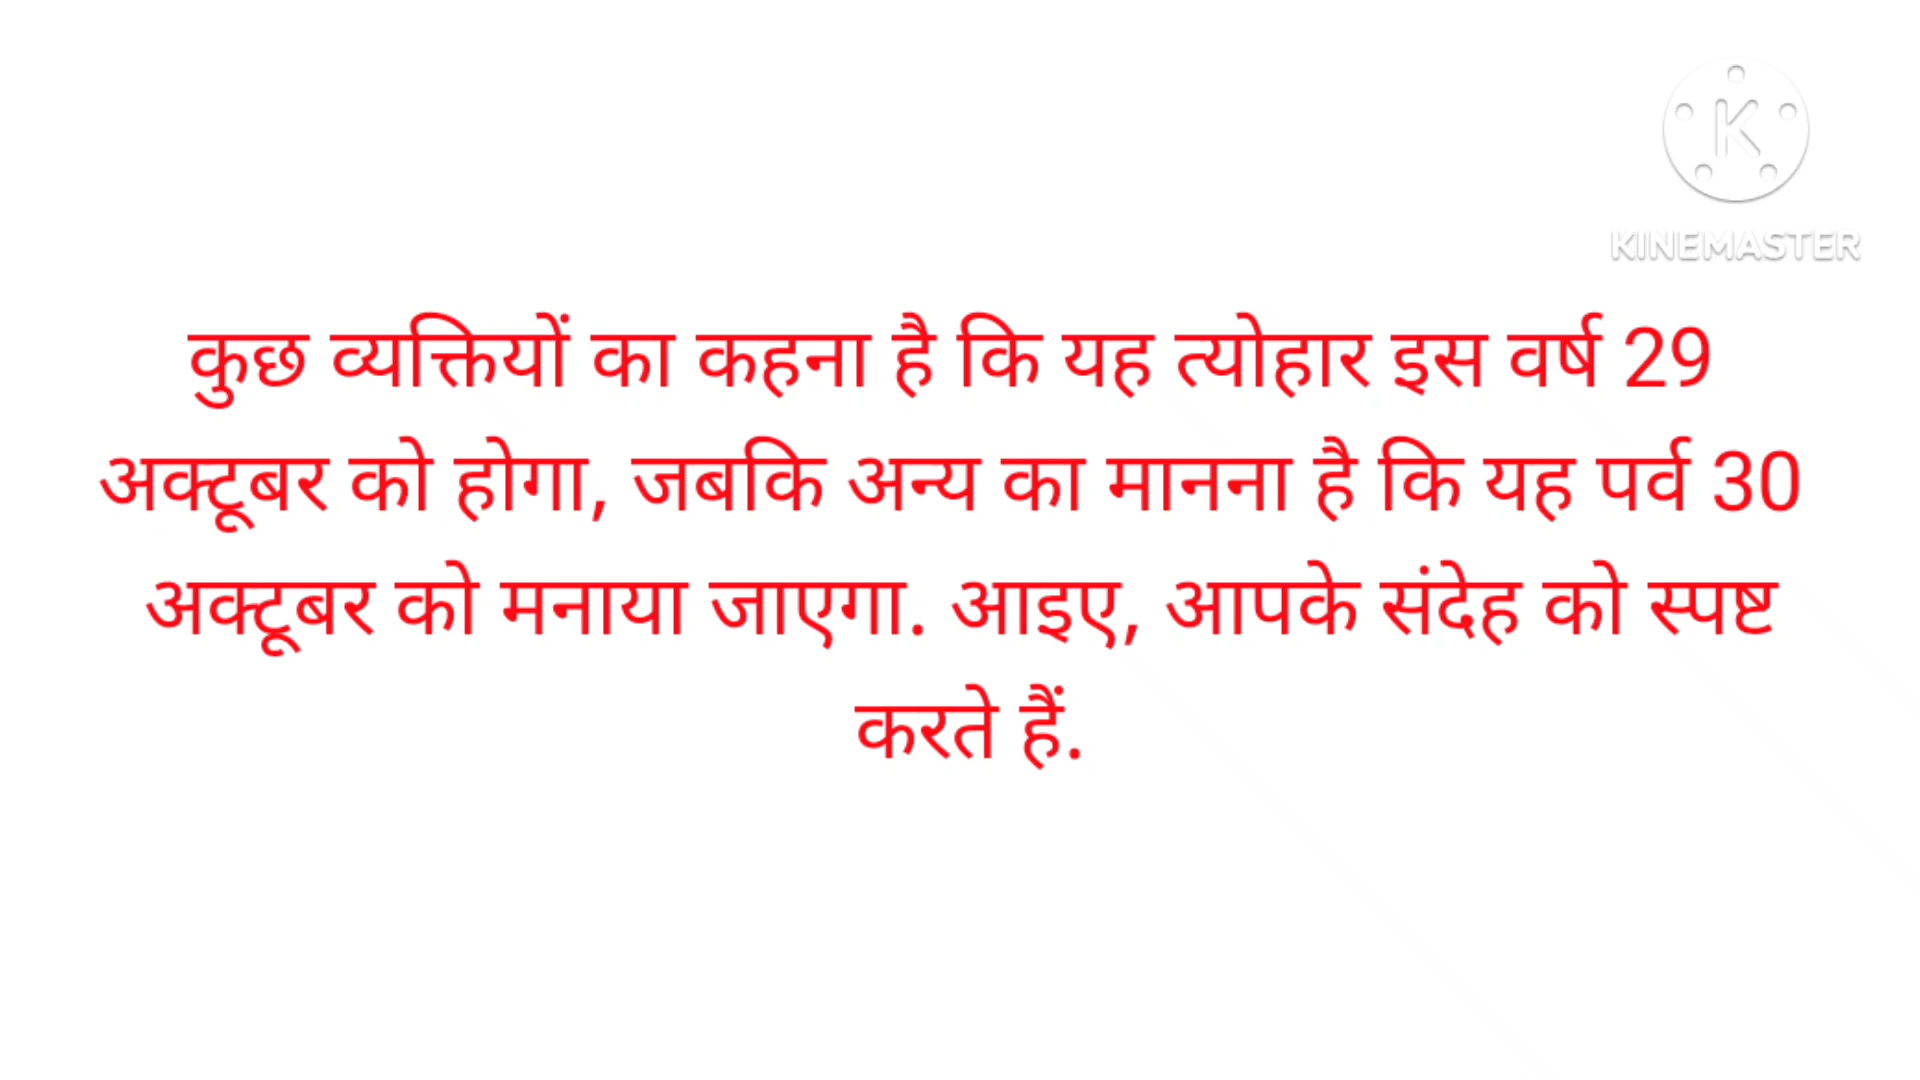 K
KINEMASTER
कुछ व्यक्तियों का कहना है कि यह त्योहार इस वर्ष 29
अक्टूबर को होगा, जबकि अन्य का मानना है कि यह पर्व 30
अक्टूबर को मनाया जाएगा. आइए, आपके संदेह को स्पष्ट
करते हैं.